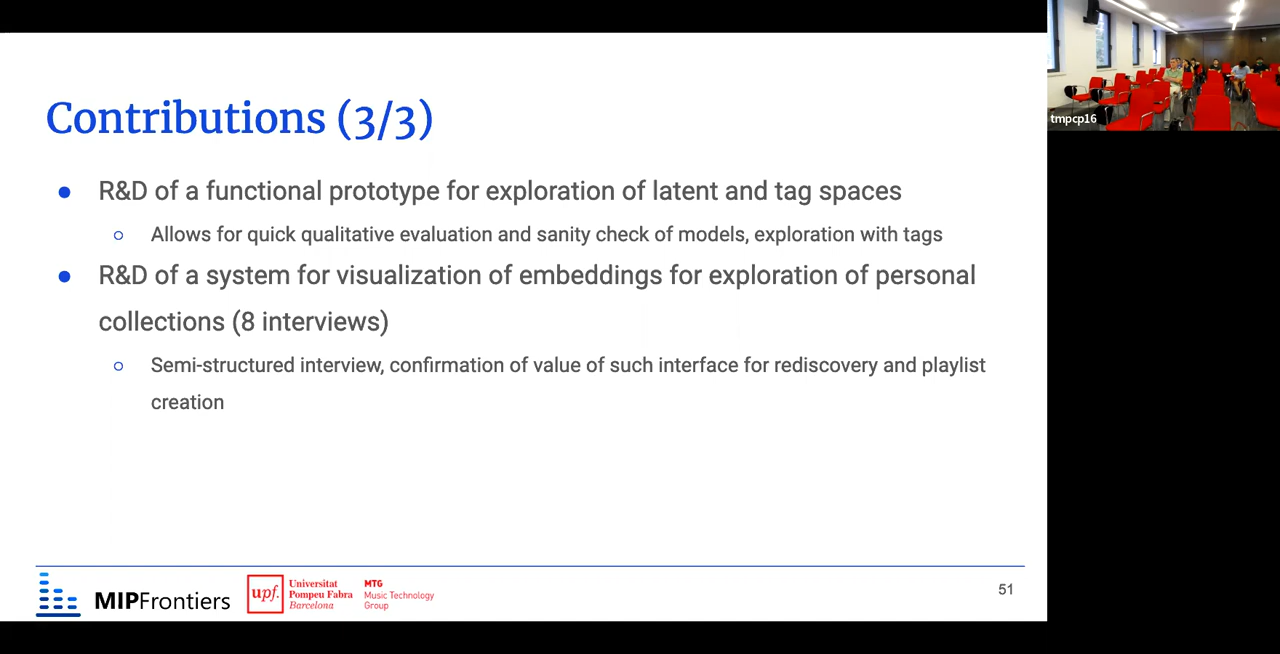 Contributions (3/3)
● R&D of a functional prototype for exploration of latent and tag spaces
○ Allows for quick qualitative evaluation and sanity check of models, exploration with tags
● R&D of a system for visualization of embeddings for exploration of personal
collections (8 interviews)
○ Semi-structured interview, confirmation of value of such interface for rediscovery and playlist
creation
MIPFrontiers
upf.
Universitat
Pompeu Fabra
Barcelona
MTG
Music Technology
Group
51
tmpcp16